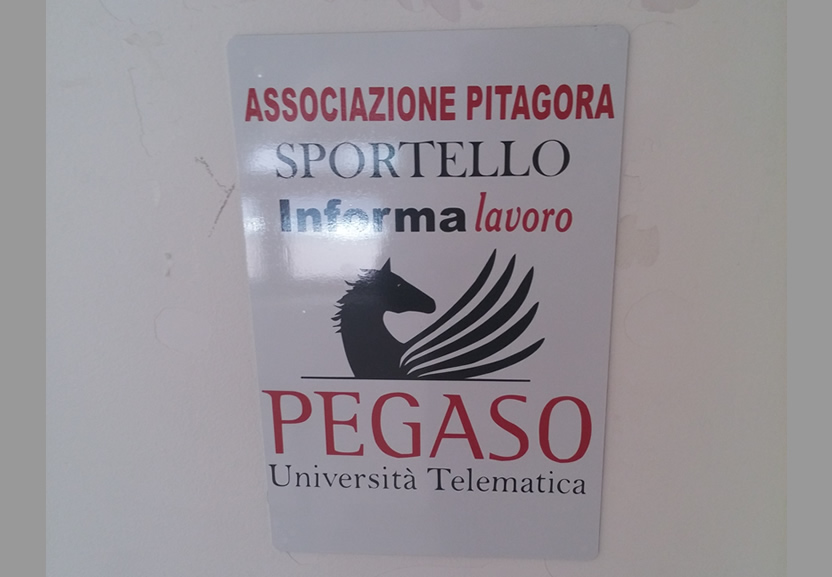 ASSOCIAZIONE PITAGORA
SPORTELLO
Informa lavoro
PEGASO
Università Telematica